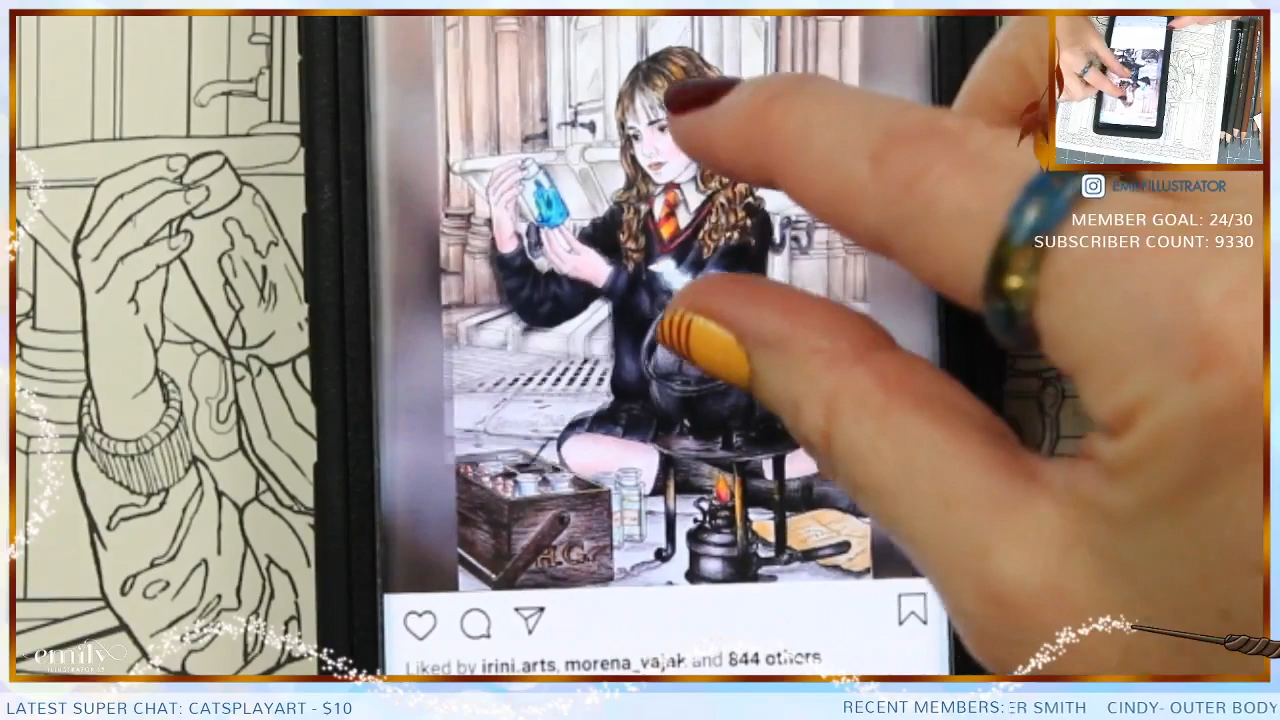 EMILYILLUSTRATOR
MEMBER GOAL: 24/30
SUBSCRIBER COUNT: 9330
H.G.
Liked by irini.arts, morena_vajak and 844 others
emily
ILLUSTRATOR
LATEST SUPER CHAT: CATSPLAYART - $10
RECENT MEMBERS: ER SMITH CINDY- OUTER BODY